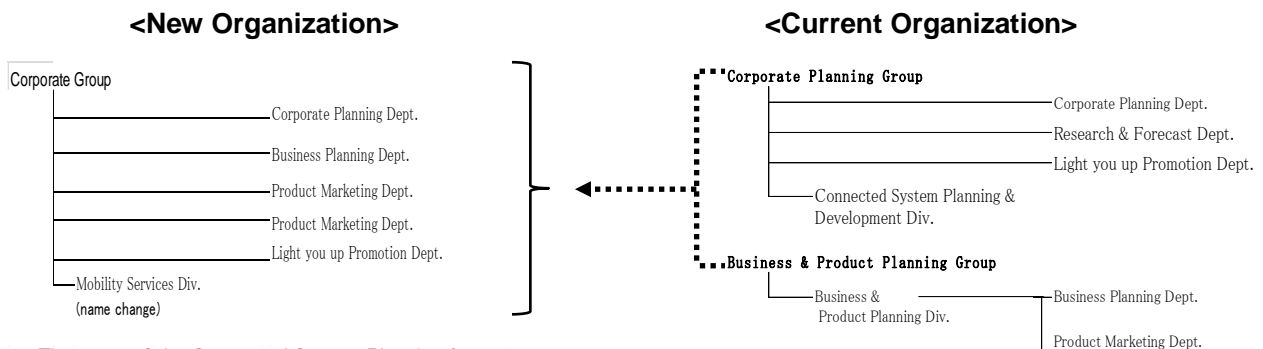 <New Organization>
Corporate Group
Corporate Planning Dept.
Business Planning Dept.
Product Marketing Dept.
Product Marketing Dept.
Light you up Promotion Dept.
Mobility Services Div.
(name change)
<Current Organization>
Corporate Planning Group
Corporate Planning Dept.
Research & Forecast Dept.
Light you up Promotion Dept.
Connected System Planning &
Development Div.
Business & Product Planning Group
Business &
Product Planning Div.
Business Planning Dept.
Product Marketing Dept.